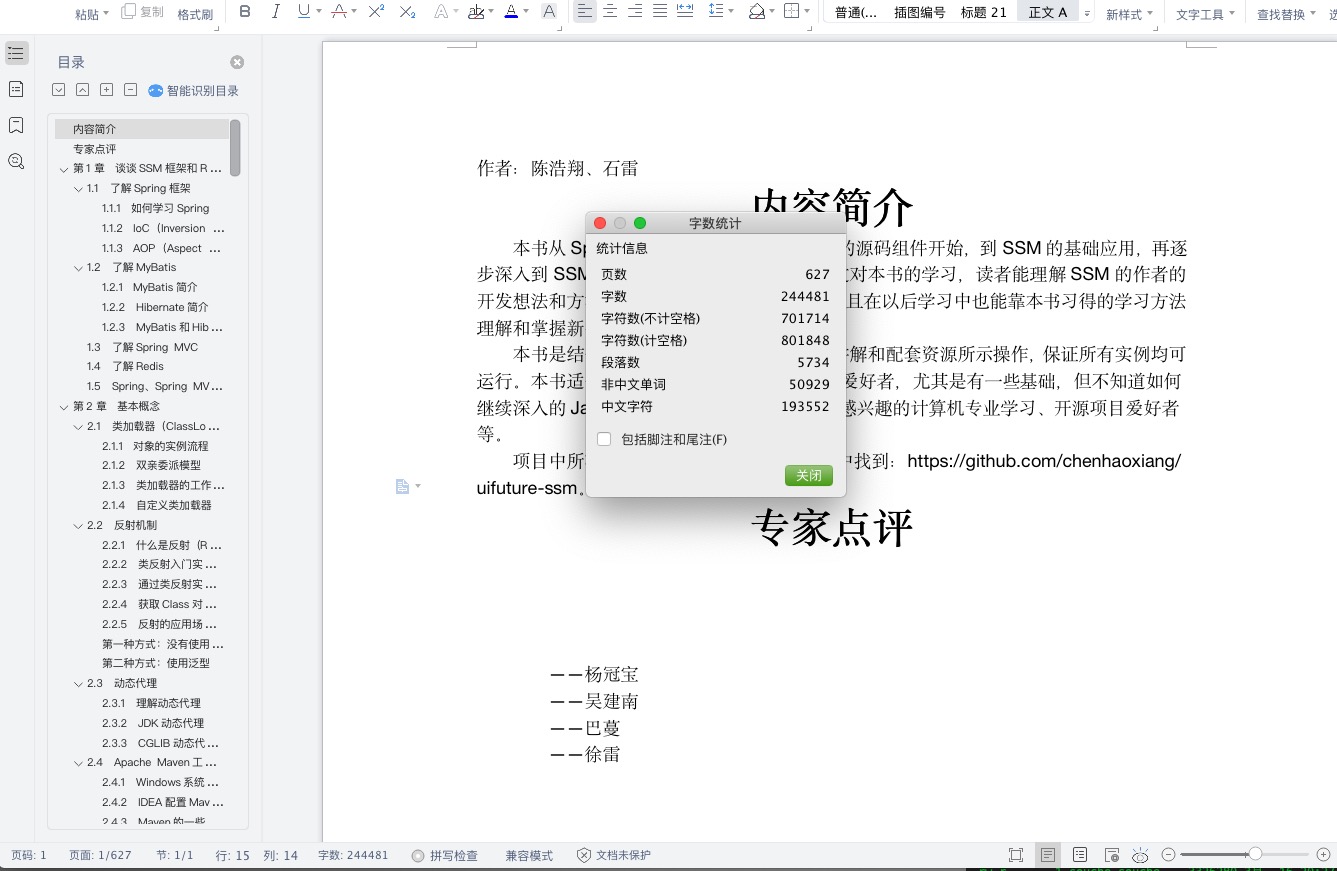 粘贴 复制 格式刷 B I U A X² X₂ A ab A A 普通(... 插图编号 标题 21 正文 A 新样式 文字工具 查找替换
目录
智能识别目录
内容简介
专家点评
第 1 章 谈谈 SSM 框架和 R ...
1.1 了解 Spring 框架
1.1.1 如何学习 Spring
1.1.2 IoC（Inversion ...
1.1.3 AOP（Aspect ...
1.2 了解 MyBatis
1.2.1 MyBatis 简介
1.2.2 Hibernate 简介
1.2.3 MyBatis 和 Hib ...
1.3 了解 Spring MVC
1.4 了解 Redis
1.5 Spring、Spring MV ...
第 2 章 基本概念
2.1 类加载器（ClassLo ...
2.1.1 对象的实例流程
2.1.2 双亲委派模型
2.1.3 类加载器的工作 ...
2.1.4 自定义类加载器
2.2 反射机制
2.2.1 什么是反射（R ...
2.2.2 类反射入门实 ...
2.2.3 通过类反射实 ...
2.2.4 获取 Class 对 ...
2.2.5 反射的应用场 ...
第一种方式：没有使用 ...
第二种方式：使用泛型
2.3 动态代理
2.3.1 理解动态代理
2.3.2 JDK 动态代理
2.3.3 CGLIB 动态代 ...
2.4 Apache Maven 工 ...
2.4.1 Windows 系统 ...
2.4.2 IDEA 配置 Mav ...
2.4.3 Maven 的一些
作者：陈浩翔、石雷
内容简介
本书从 Sp 的源码组件开始，到 SSM 的基础应用，再逐
步深入到 SSM 对本书的学习，读者能理解 SSM 的作者的
开发想法和方 且在以后学习中也能靠本书习得的学习方法
理解和掌握新
本书是结 解和配套资源所示操作, 保证所有实例均可
运行。本书适 爱好者，尤其是有一些基础，但不知道如何
继续深入的 Ja 感兴趣的计算机专业学习、开源项目爱好者
等。
项目中所 找到：https://github.com/chenhaoxiang/
uifuture-ssm。
专家点评
——杨冠宝
——吴建南
——巴蔓
——徐雷
字数统计
统计信息
页数 627
字数 244481
字符数(不计空格) 701714
字符数(计空格) 801848
段落数 5734
非中文单词 50929
中文字符 193552
包括脚注和尾注(F)
关闭
页码: 1 页面: 1/627 节: 1/1 行: 15 列: 14 字数: 244481 拼写检查 兼容模式 文档未保护